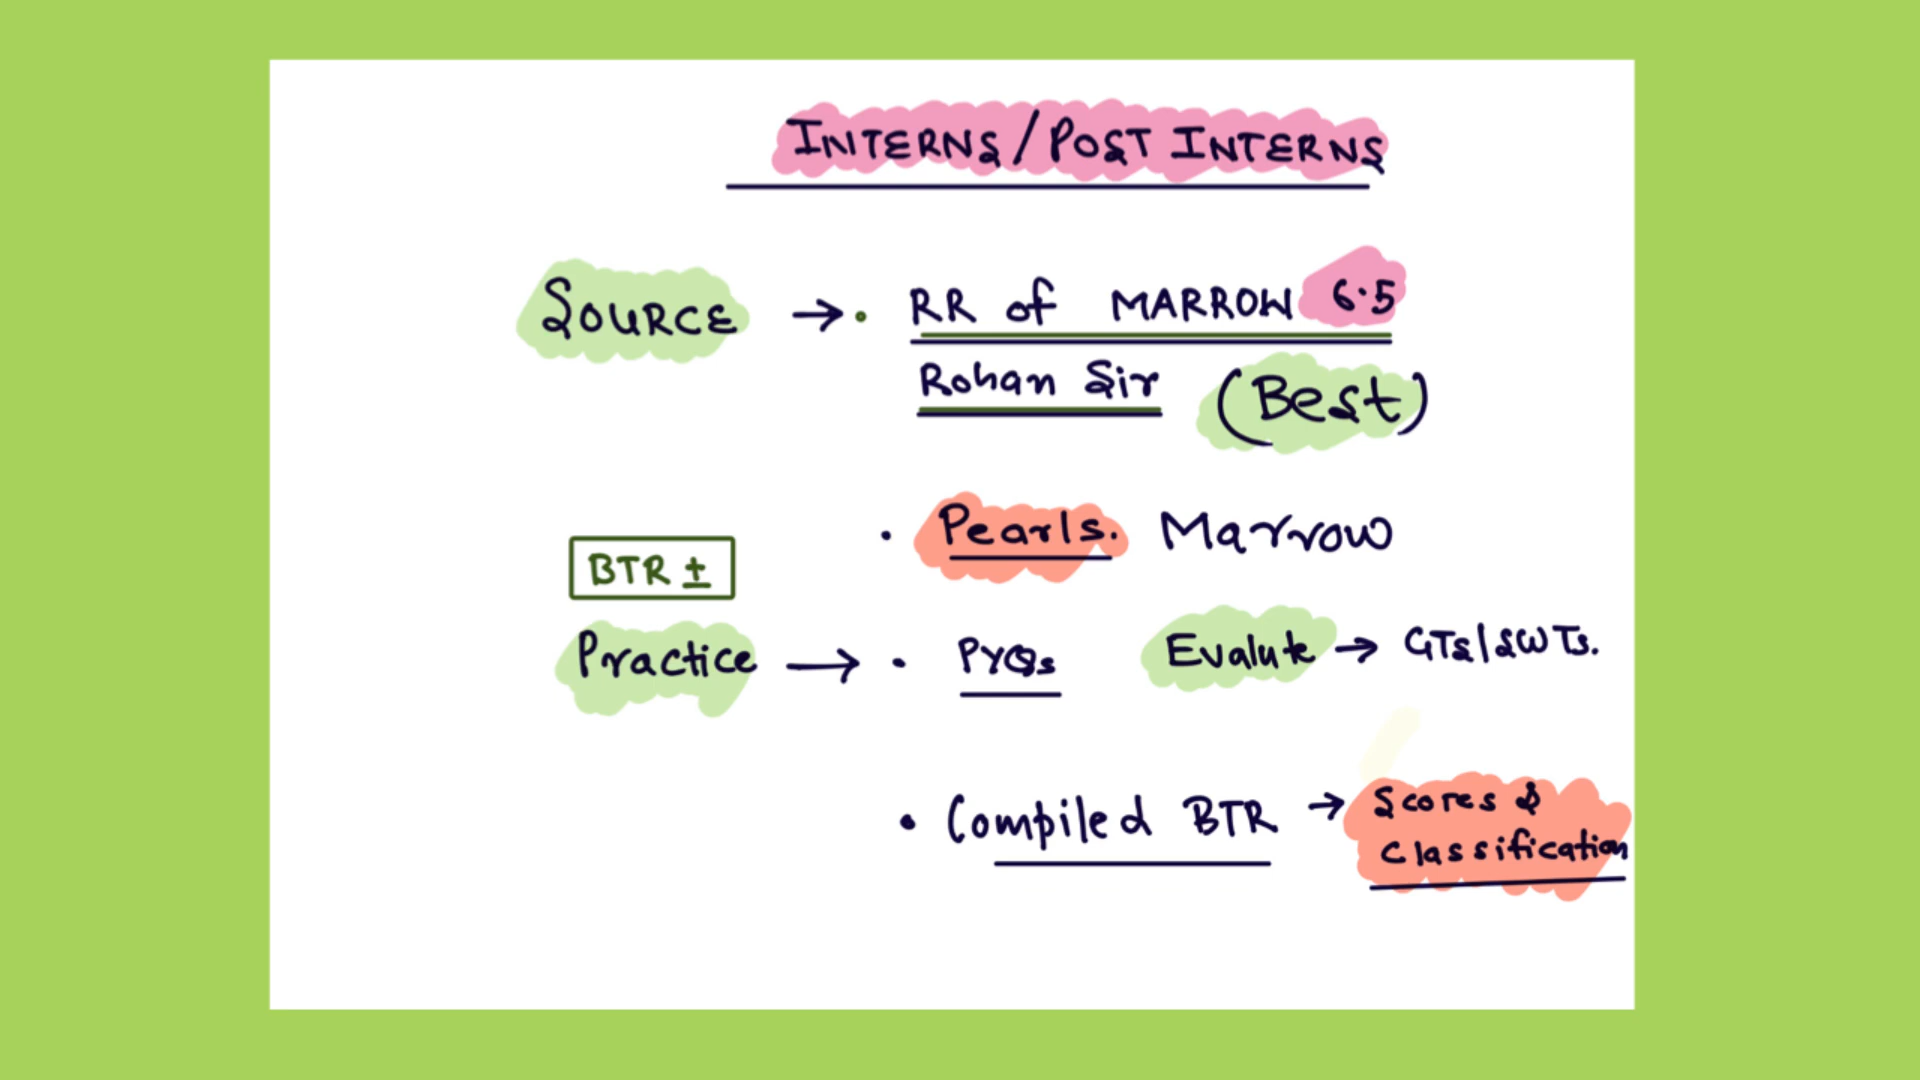 INTERNS/POST INTERNS
SOURCE → • RR of MARROW 6.5
Rohan Sir (Best)
• Pearls. Marrow
BTR ±
Practice → • PYQs Evalute → GTs/SWTs.
• Compiled BTR → Scores &
Classification